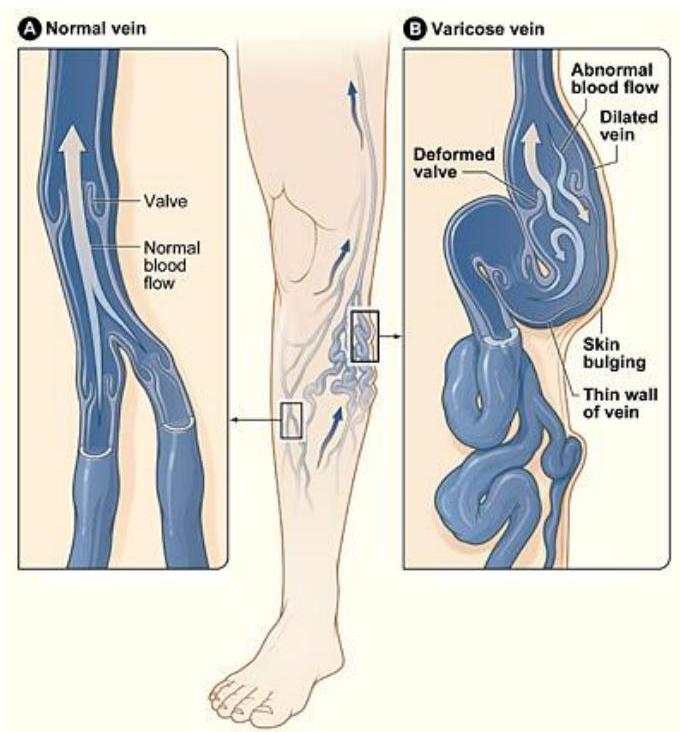 A Normal vein
Valve
Normal
blood
flow
B Varicose vein
Abnormal
blood flow
Dilated
vein
Deformed
valve
Skin
bulging
Thin wall
of vein